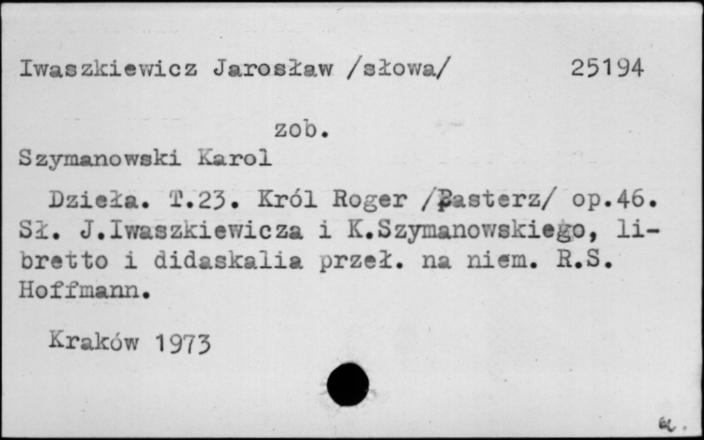 Iwaszkiewicz Jarosław /słowa/ 25194
zob.
Szymanowski Karol
Dzieła. T.23. Król Roger /Pasterz/ op.46.
Sł. J.Iwaszkiewicza i K.Szymanowskiego, li-
bretto i didaskalia przeł. na niem. R.S.
Hoffmann.
Kraków 1973